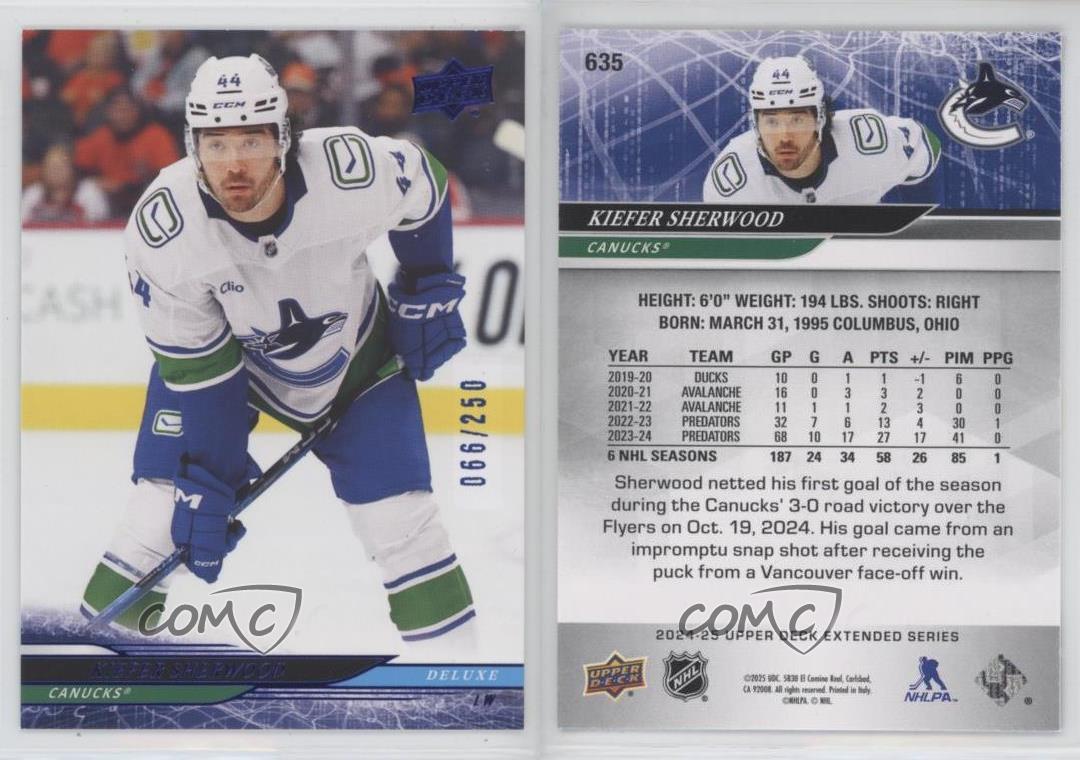 44
CCM
UPPER DECK
44
44
Clio
CCM
CASH
066/250
CCM
CCM
COMC
KIEFER SHERWOOD
DELUXE
CANUCKS®
LW
635
44
44
®
KIEFER SHERWOOD
CANUCKS®
HEIGHT: 6'0" WEIGHT: 194 LBS. SHOOTS: RIGHT
BORN: MARCH 31, 1995 COLUMBUS, OHIO
YEAR TEAM GP G A PTS +/- PIM PPG
2019-20 DUCKS 10 0 1 1 -1 6 0
2020-21 AVALANCHE 16 0 3 3 2 0 0
2021-22 AVALANCHE 11 1 1 2 3 0 0
2022-23 PREDATORS 32 7 6 13 4 30 1
2023-24 PREDATORS 68 10 17 27 17 41 0
6 NHL SEASONS 187 24 34 58 26 85 1
Sherwood netted his first goal of the season
during the Canucks' 3-0 road victory over the
Flyers on Oct. 19, 2024. His goal came from an
impromptu snap shot after receiving the
puck from a Vancouver face-off win.
COMC
2024-25 UPPER DECK EXTENDED SERIES
UPPER DECK
NHL
©2025 UDC. 5830 El Camino Real, Carlsbad,
CA 92008. All rights reserved. Printed in Italy.
©NHLPA. © NHL.
NHLPA
®